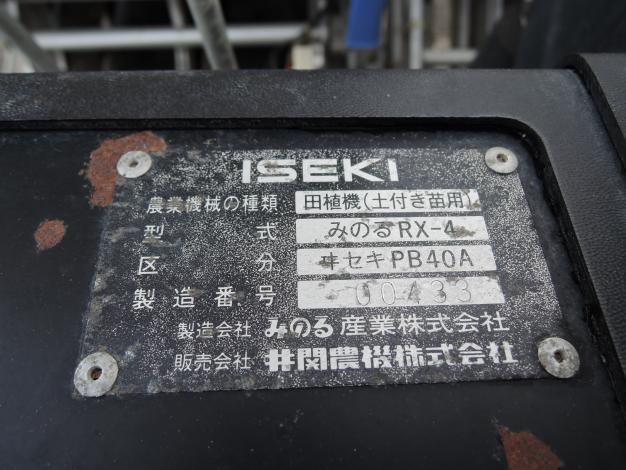 ISEKI
農業機械の種類 田植機(土付き苗用)
型式 みのるRX-4
区分 ヰセキPB40A
製造番号 00433
製造会社 みのる産業株式会社
販売会社 井関農機株式会社